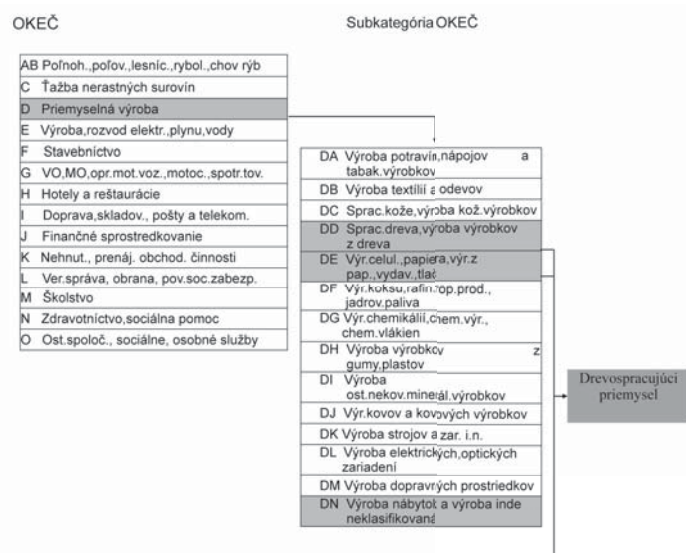 OKEČ
Subkategória OKEČ
AB Poľnoh.,poľov.,lesníc.,rybol.,chov rýb
C Ťažba nerastných surovín
D Priemyselná výroba
E Výroba,rozvod elektr.,plynu,vody
F Stavebníctvo
G VO,MO,opr.mot.voz.,motoc.,spotr.tov.
H Hotely a reštaurácie
I Doprava,skladov., pošty a telekom.
J Finančné sprostredkovanie
K Nehnut., prenáj. obchod. činnosti
L Ver.správa, obrana, pov.soc.zabezp.
M Školstvo
N Zdravotníctvo,sociálna pomoc
O Ost.spoloč., sociálne, osobné služby
DA Výroba potravín,nápojov a
tabak.výrobkov
DB Výroba textílií a odevov
DC Sprac.kože,výroba kož.výrobkov
DD Sprac.dreva,výroba výrobkov
z dreva
DE Výr.celul.,papiera,výr.z
pap.,vydav.,tlač
DF Výr.koksu,rafin.rop.prod.,
jadrov.paliva
DG Výr.chemikálií,chem.výr.,
chem.vlákien
DH Výroba výrobkov z
gumy,plastov
DI Výroba
ost.nekov.minerál.výrobkov
DJ Výr.kovov a kovových výrobkov
DK Výroba strojov a zar. i.n.
DL Výroba elektrických,optických
zariadení
DM Výroba dopravných prostriedkov
DN Výroba nábytok a výroba inde
neklasifikovaná
Drevospracujúci
priemysel